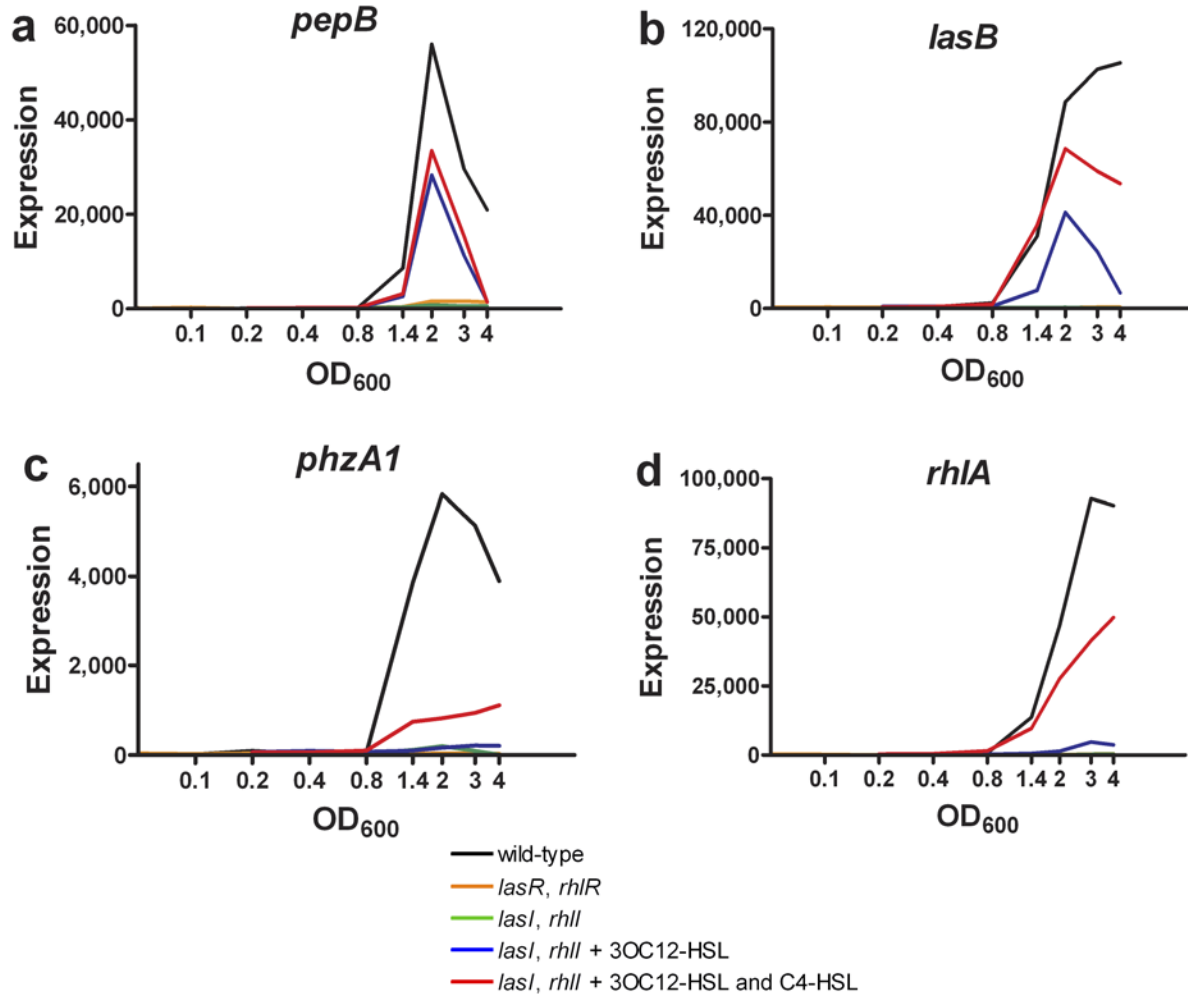 a
pepB
60,000
40,000
20,000
0
Expression
0.1 0.2 0.4 0.8 1.4 2 3 4
OD600
b
lasB
120,000
80,000
40,000
0
Expression
0.1 0.2 0.4 0.8 1.4 2 3 4
OD600
c
phzA1
6,000
4,000
2,000
0
Expression
0.1 0.2 0.4 0.8 1.4 2 3 4
OD600
d
rhlA
100,000
75,000
50,000
25,000
0
Expression
0.1 0.2 0.4 0.8 1.4 2 3 4
OD600
wild-type
lasR, rhlR
lasI, rhlI
lasI, rhlI + 3OC12-HSL
lasI, rhlI + 3OC12-HSL and C4-HSL